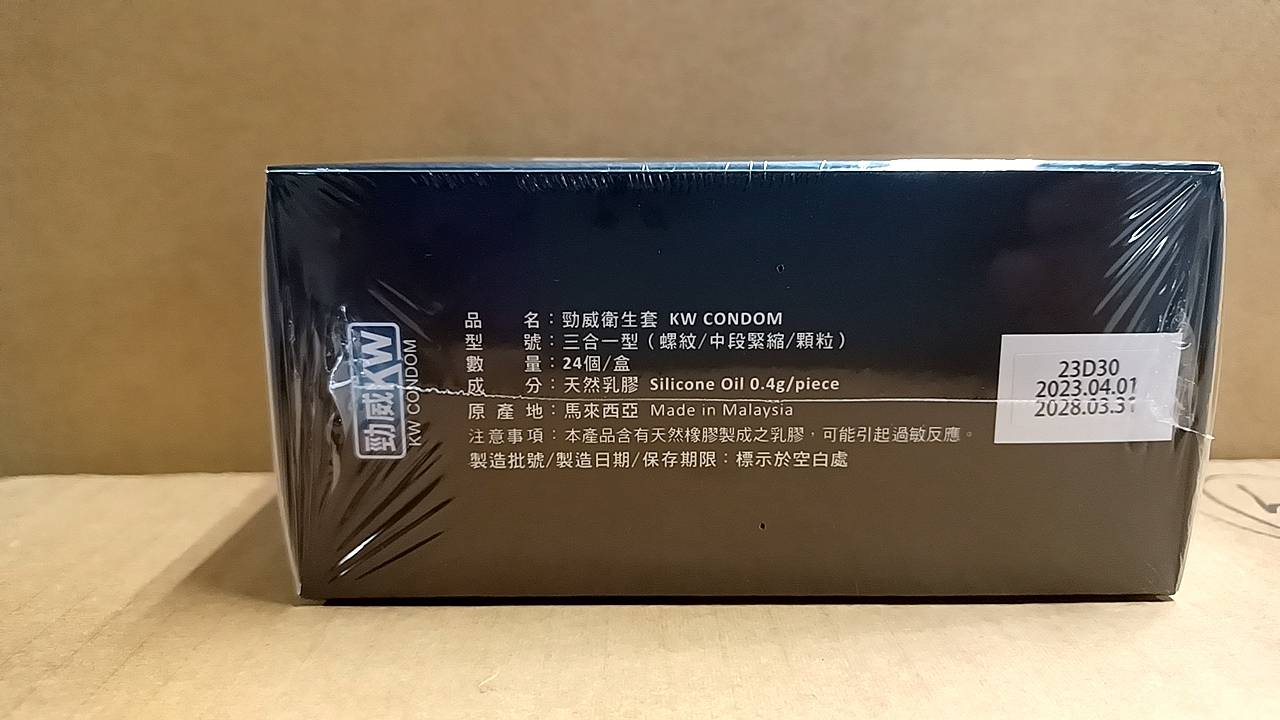 勁威KW
KW CONDOM
品 名：勁威衛生套 KW CONDOM
型 號：三合一型（螺紋/中段緊縮/顆粒）
數 量：24個/盒
成 分：天然乳膠 Silicone Oil 0.4g/piece
原 產 地：馬來西亞 Made in Malaysia
注意事項：本產品含有天然橡膠製成之乳膠，可能引起過敏反應。
製造批號/製造日期/保存期限：標示於空白處
23D30
2023.04.01
2028.03.31